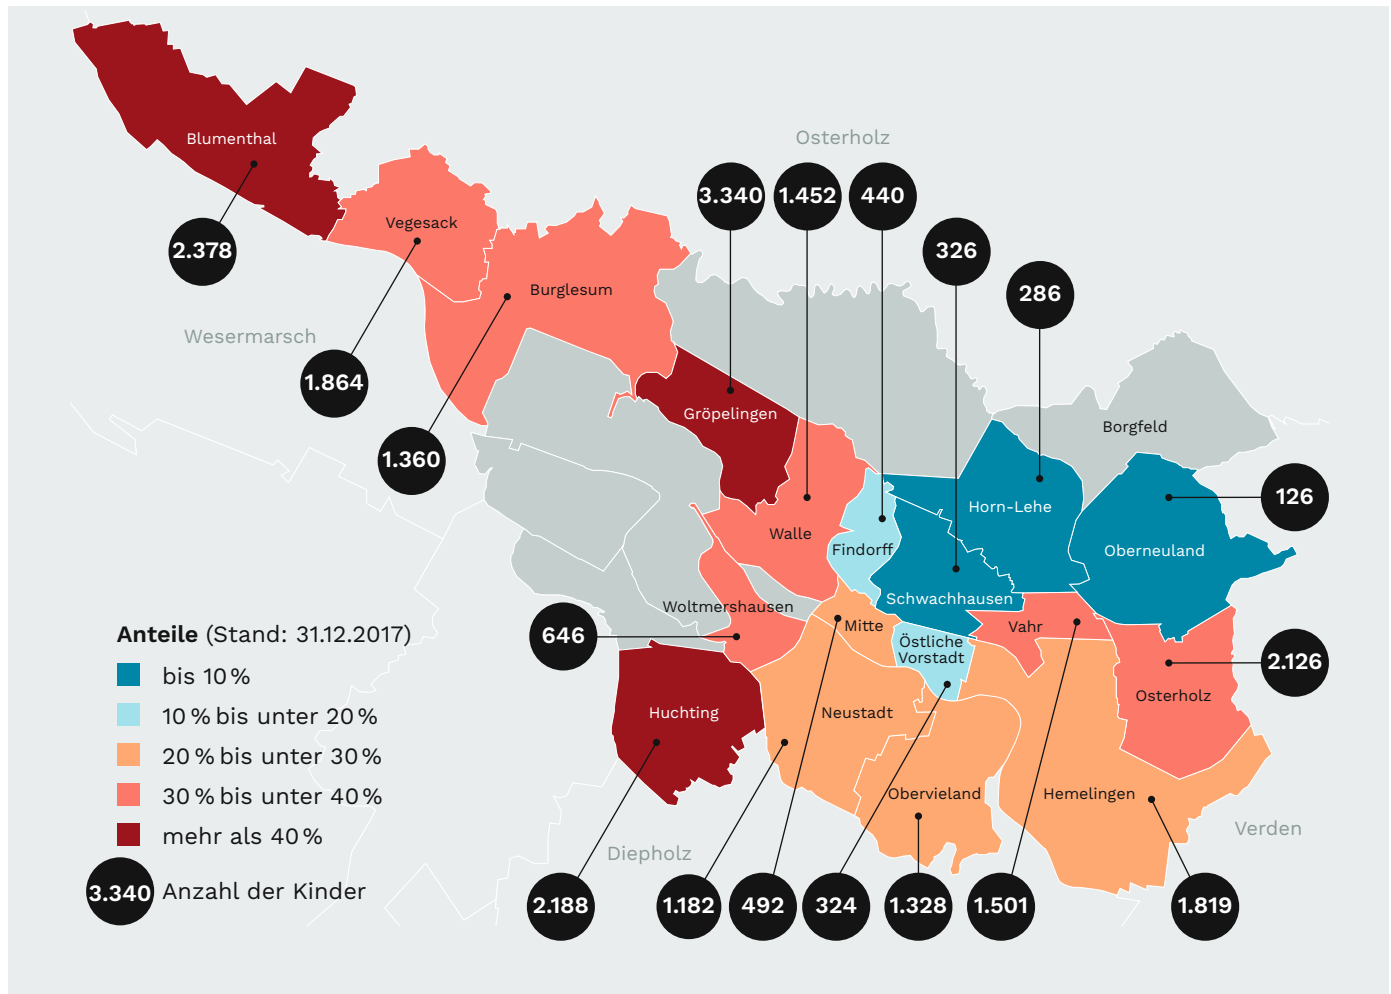 Blumenthal
Osterholz
Vegesack
3.340
1.452
440
2.378
326
Burglesum
286
Wesermarsch
1.864
Gröpelingen
Borgfeld
1.360
126
Horn-Lehe
Walle
Findorff
Oberneuland
Schwachhausen
Woltmershausen
646
Mitte
Vahr
Östliche
Vorstadt
2.126
Osterholz
Huchting
Neustadt
Obervieland
Hemelingen
Verden
Diepholz
Anteile (Stand: 31.12.2017)
bis 10 %
10 % bis unter 20 %
20 % bis unter 30 %
30 % bis unter 40 %
mehr als 40 %
3.340 Anzahl der Kinder
2.188
1.182
492
324
1.328
1.501
1.819